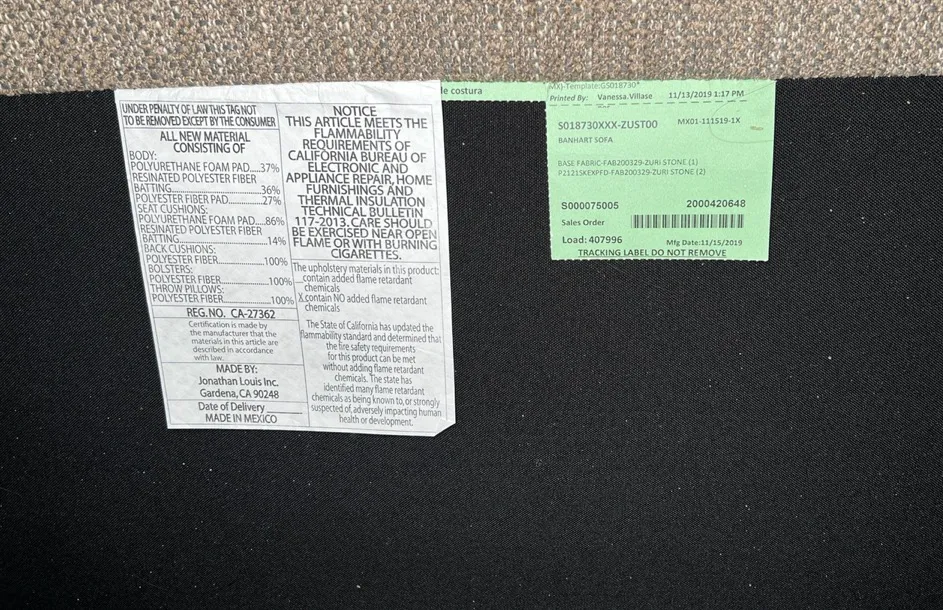 UNDER PENALTY OF LAW THIS TAG NOT
TO BE REMOVED EXCEPT BY THE CONSUMER
ALL NEW MATERIAL
CONSISTING OF
BODY:
POLYURETHANE FOAM PAD....37%
RESINATED POLYESTER FIBER
BATTING....36%
POLYESTER FIBER PAD....27%
SEAT CUSHIONS:
POLYURETHANE FOAM PAD....86%
RESINATED POLYESTER FIBER
BATTING....14%
BACK CUSHIONS:
POLYESTER FIBER....100%
BOLSTERS:
POLYESTER FIBER....100%
THROW PILLOWS:
POLYESTER FIBER....100%
REG.NO. CA-27362
Certification is made by
the manufacturer that the
materials in this article are
described in accordance
with law.
MADE BY:
Jonathan Louis Inc.
Gardena, CA 90248
Date of Delivery ______
MADE IN MEXICO
NOTICE
THIS ARTICLE MEETS THE
FLAMMABILITY
REQUIREMENTS OF
CALIFORNIA BUREAU OF
ELECTRONIC AND
APPLIANCE REPAIR, HOME
FURNISHINGS AND
THERMAL INSULATION
TECHNICAL BULLETIN
117-2013. CARE SHOULD
BE EXERCISED NEAR OPEN
FLAME OR WITH BURNING
CIGARETTES.
The upholstery materials in this product:
__contain added flame retardant
chemicals
X contain NO added flame retardant
chemicals
The State of California has updated the
flammability standard and determined that
the fire safety requirements
for this product can be met
without adding flame retardant
chemicals. The state has
identified many flame retardant
chemicals as being known to, or strongly
suspected of, adversely impacting human
health or development.
de costura
(MX)-Template:GS018730*
Printed By: Vanessa.Villase 11/13/2019 1:17 PM
S018730XXX-ZUST00 MX01-111519-1X
BANHART SOFA
BASE FABRIC-FAB200329-ZURI STONE (1)
P21215KEXPFD-FAB200329-ZURI STONE (2)
S000075005 2000420648
Sales Order
Load: 407996 Mfg Date:11/15/2019
TRACKING LABEL DO NOT REMOVE